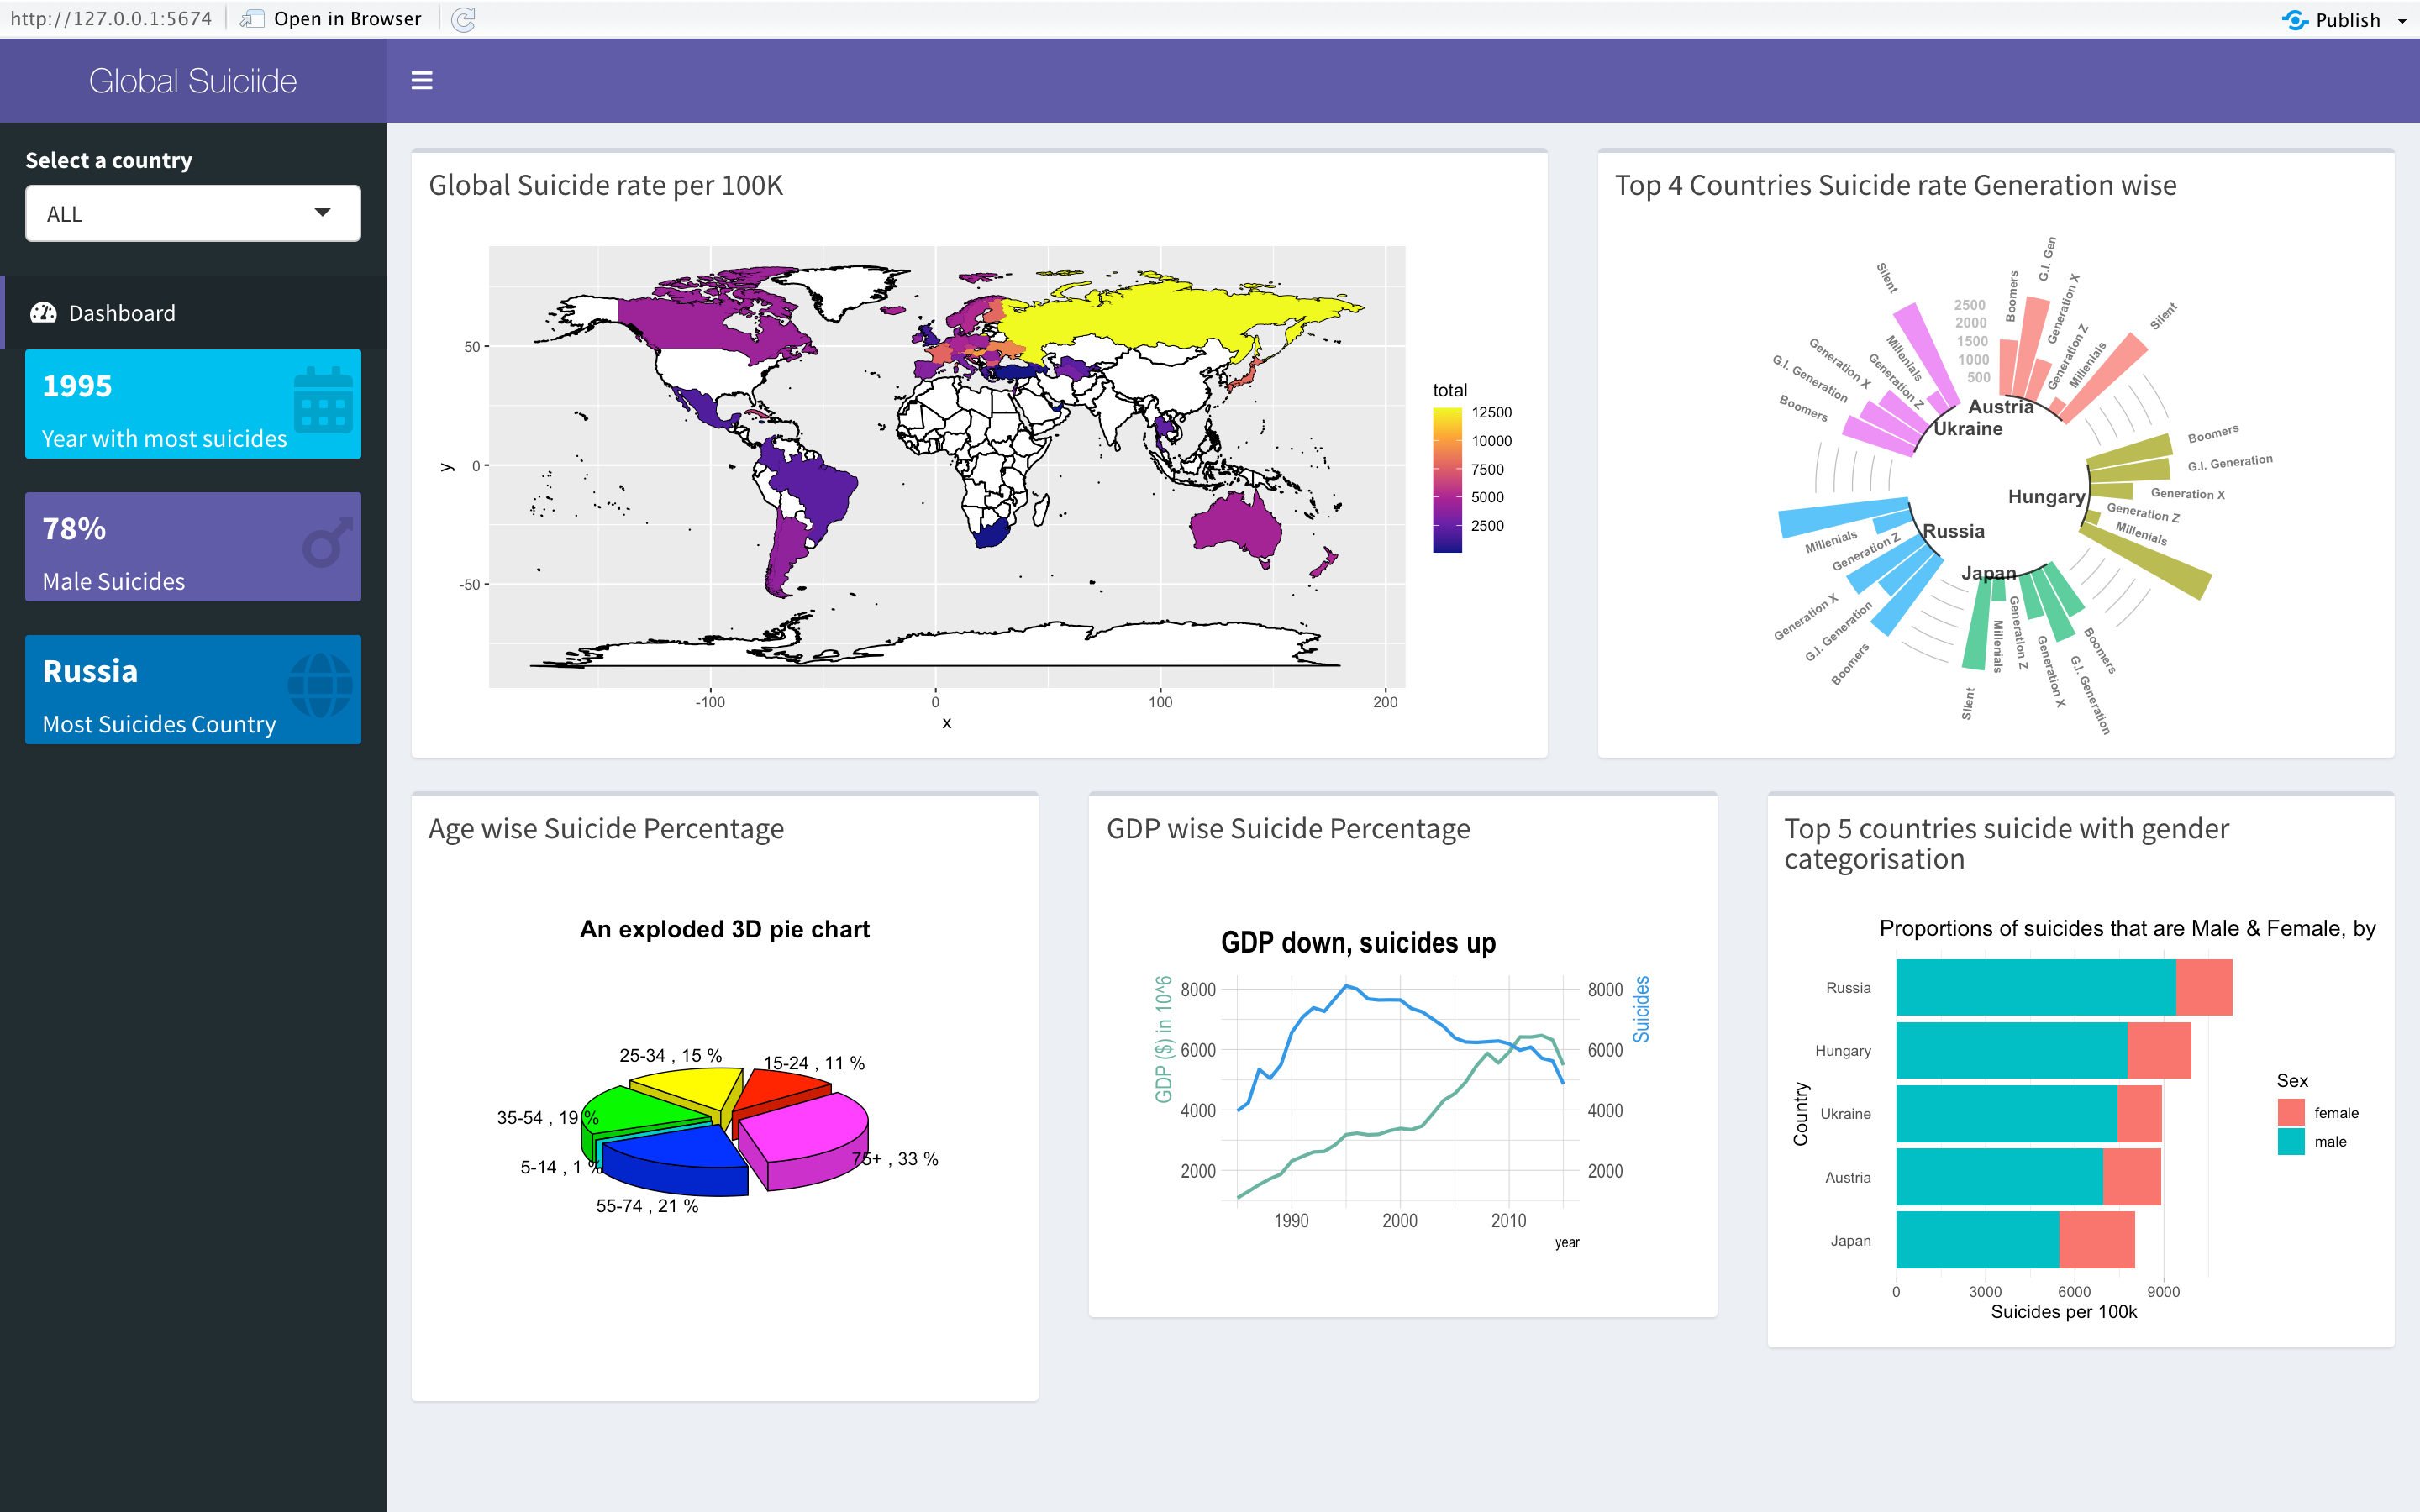 http://127.0.0.1:5674
Open in Browser
Publish
Global Suiciide
Select a country
ALL
Dashboard
1995
Year with most suicides
78%
Male Suicides
Russia
Most Suicides Country
Global Suicide rate per 100K
y
50
0
-50
-100
0
100
200
x
total
12500
10000
7500
5000
2500
Top 4 Countries Suicide rate Generation wise
2500
2000
1500
1000
500
Boomers
G.I. Gen
Generation X
Generation Z
Millenials
Silent
Austria
Boomers
G.I. Generation
Generation X
Generation Z
Millenials
Hungary
Boomers
G.I. Generation
Generation X
Generation Z
Millenials
Silent
Japan
Boomers
G.I. Generation
Generation X
Generation Z
Millenials
Russia
Boomers
G.I. Generation
Generation X
Generation Z
Millenials
Silent
Ukraine
Age wise Suicide Percentage
An exploded 3D pie chart
25-34 , 15 %
15-24 , 11 %
35-54 , 19 %
5-14 , 1 %
75+ , 33 %
55-74 , 21 %
GDP wise Suicide Percentage
GDP down, suicides up
GDP ($) in 10^6
8000
6000
4000
2000
8000
6000
4000
2000
Suicides
1990
2000
2010
year
Top 5 countries suicide with gender
categorisation
Proportions of suicides that are Male & Female, by
Country
Russia
Hungary
Ukraine
Austria
Japan
0
3000
6000
9000
Suicides per 100k
Sex
female
male